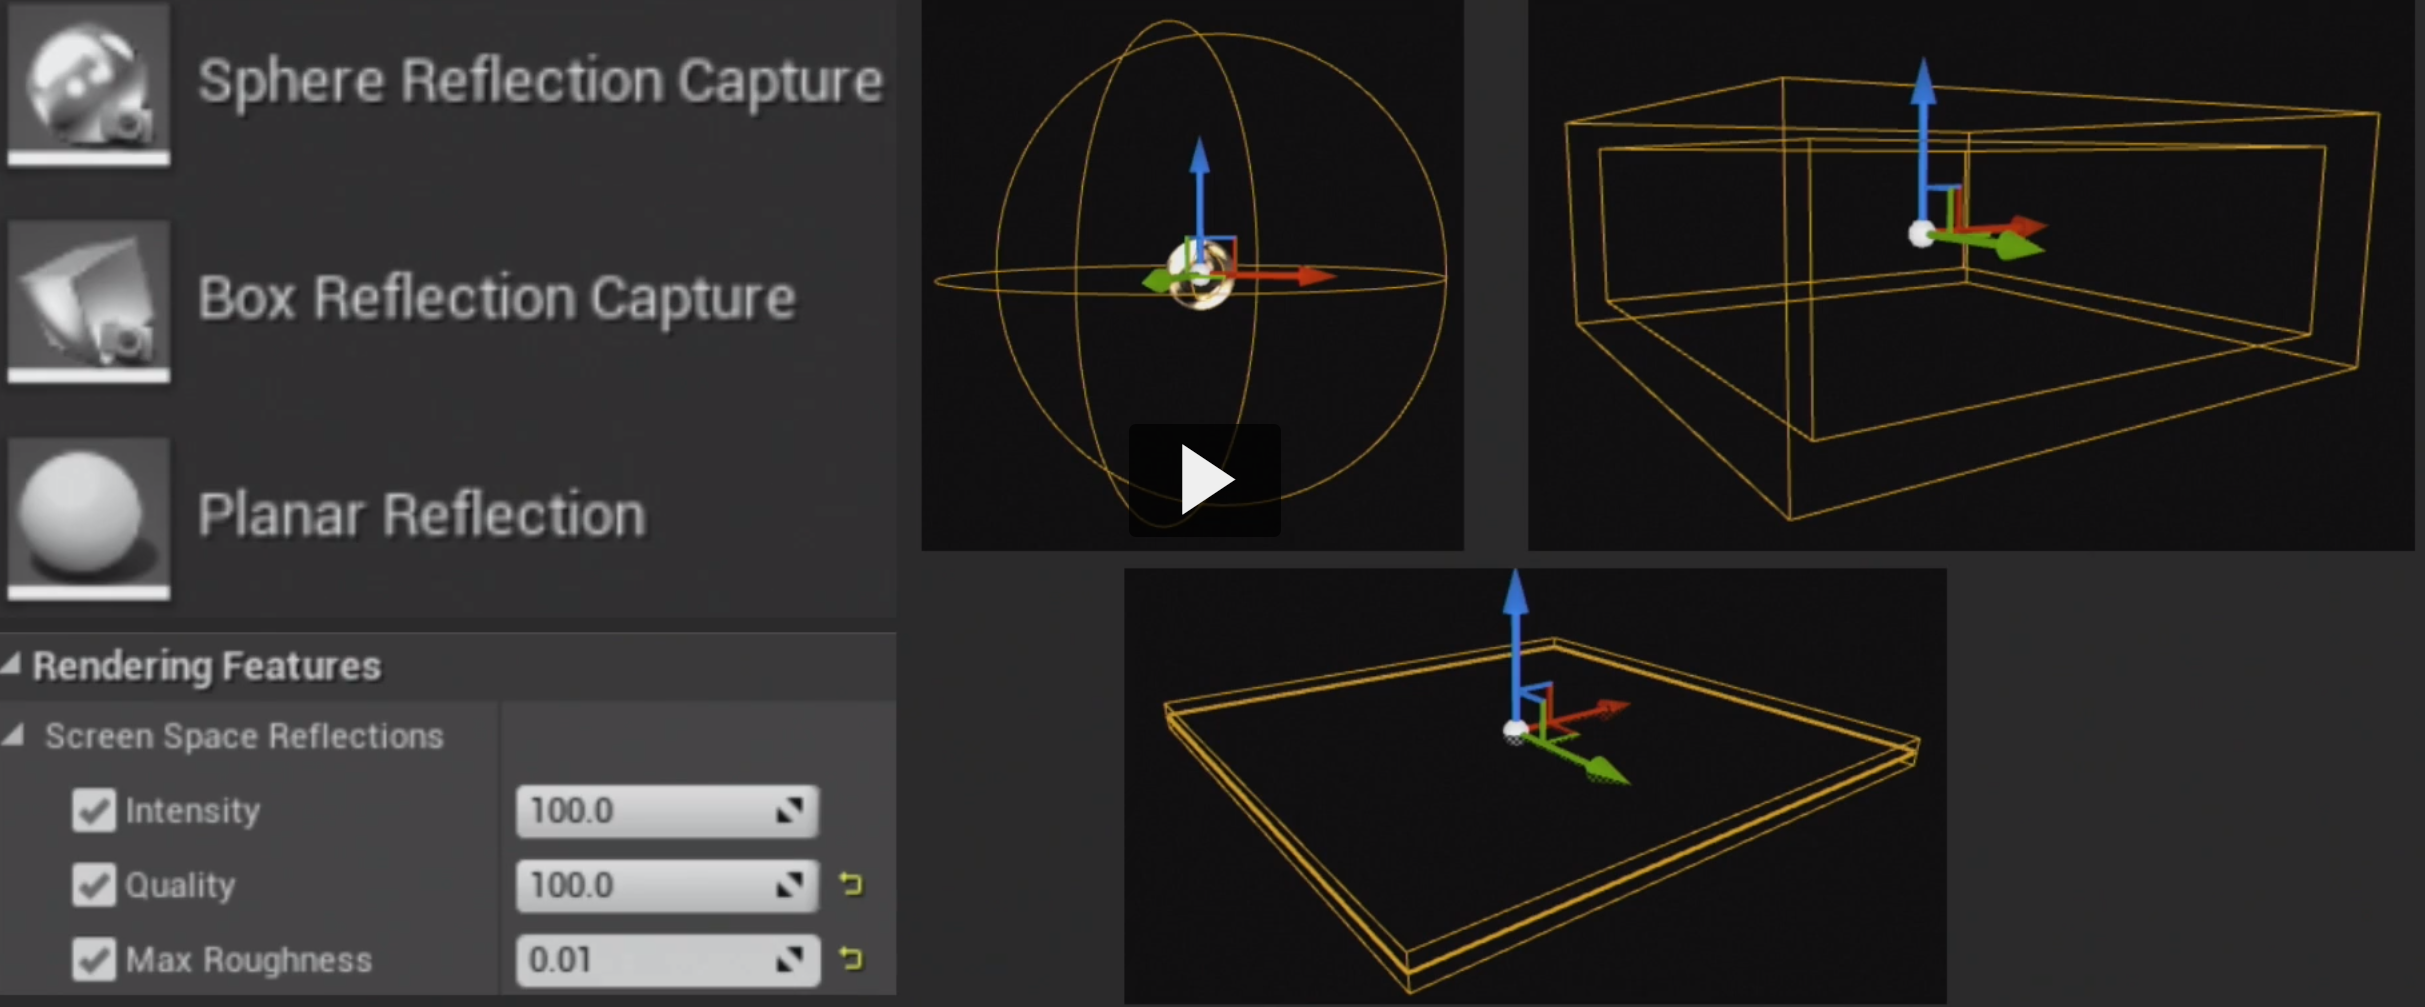 Sphere Reflection Capture
Box Reflection Capture
Planar Reflection
Rendering Features
Screen Space Reflections
Intensity 100.0
Quality 100.0
Max Roughness 0.01